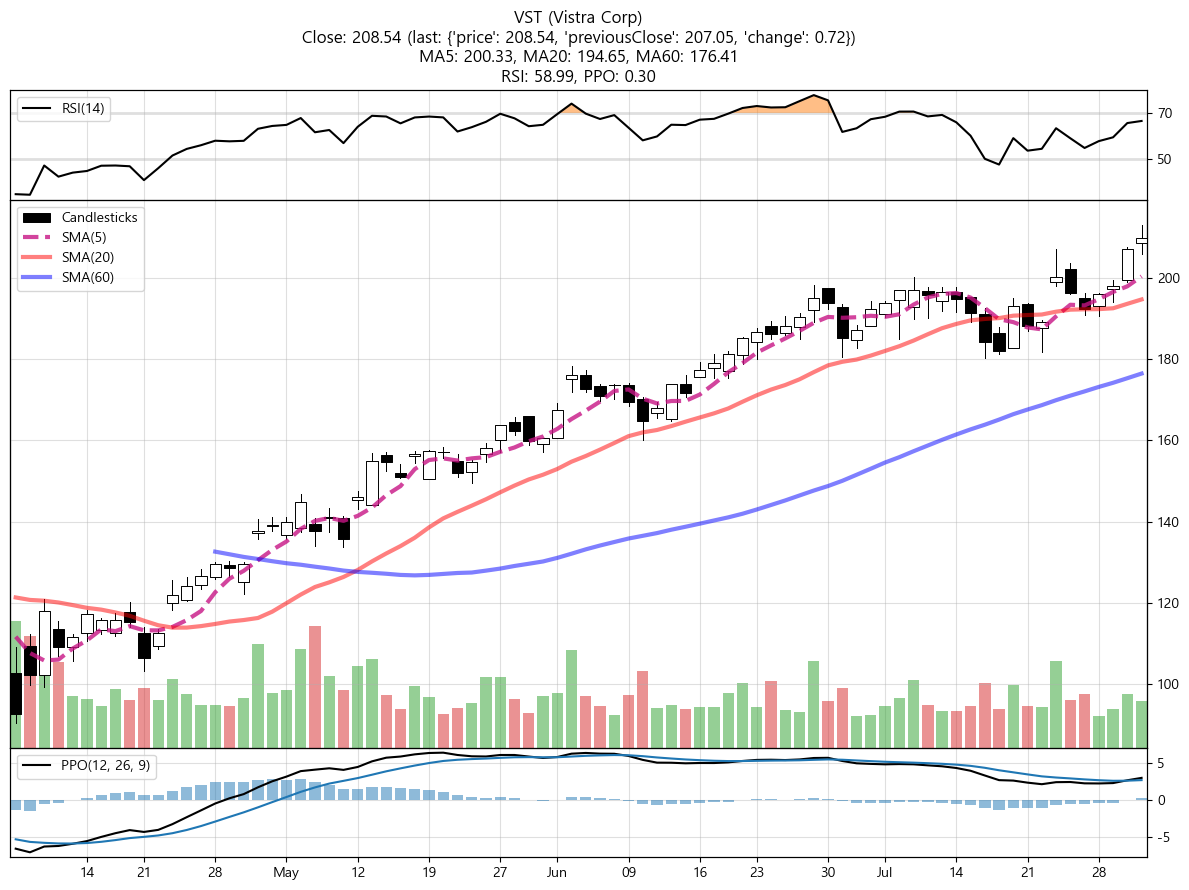 VST (Vistra Corp)
Close: 208.54 (last: {'price': 208.54, 'previousClose': 207.05, 'change': 0.72})
MA5: 200.33, MA20: 194.65, MA60: 176.41
RSI: 58.99, PPO: 0.30
RSI(14)
70
50
Candlesticks
SMA(5)
SMA(20)
SMA(60)
200
180
160
140
120
100
PPO(12, 26, 9)
5
0
-5
14 21 28 May 12 19 27 Jun 09 16 23 30 Jul 14 21 28